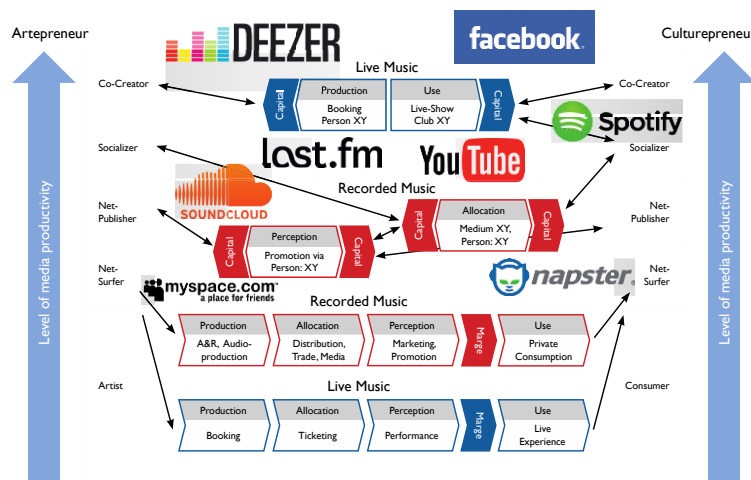 Artepreneur
Culturepreneu
DEEZER
facebook.
Live Music
Co-Creator
Co-Creator
Capital
Production
Booking
Person XY
Use
Live-Show
Club XY
Capital
Spotify
Socializer
Socializer
last.fm
YouTube
SOUNDCLOUD
Recorded Music
Net-
Publisher
Net-
Publisher
Capital
Allocation
Medium XY,
Person: XY
Capital
Capital
Perception
Promotion via
Person: XY
Capital
Net-
Surfer
Net-
Surfer
myspace.com
a place for friends
napster.
Level of media productivity
Level of media productivity
Recorded Music
Production
A&R, Audio-
production
Allocation
Distribution,
Trade, Media
Perception
Marketing,
Promotion
Marge
Use
Private
Consumption
Artist
Consumer
Live Music
Production
Booking
Allocation
Ticketing
Perception
Performance
Marge
Use
Live
Experience